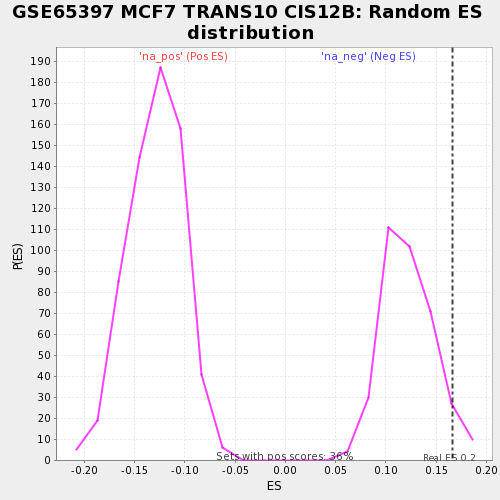 GSE65397 MCF7 TRANS10 CIS12B: Random ES
distribution
'na_pos' (Pos ES)
'na_neg' (Neg ES)
190
180
170
160
150
140
130
120
110
100
90
80
70
60
50
40
30
20
10
0
P(ES)
Sets with pos scores: 36%
Real ES 0.2
-0.20 -0.15 -0.10 -0.05 0.00 0.05 0.10 0.15 0.20
ES